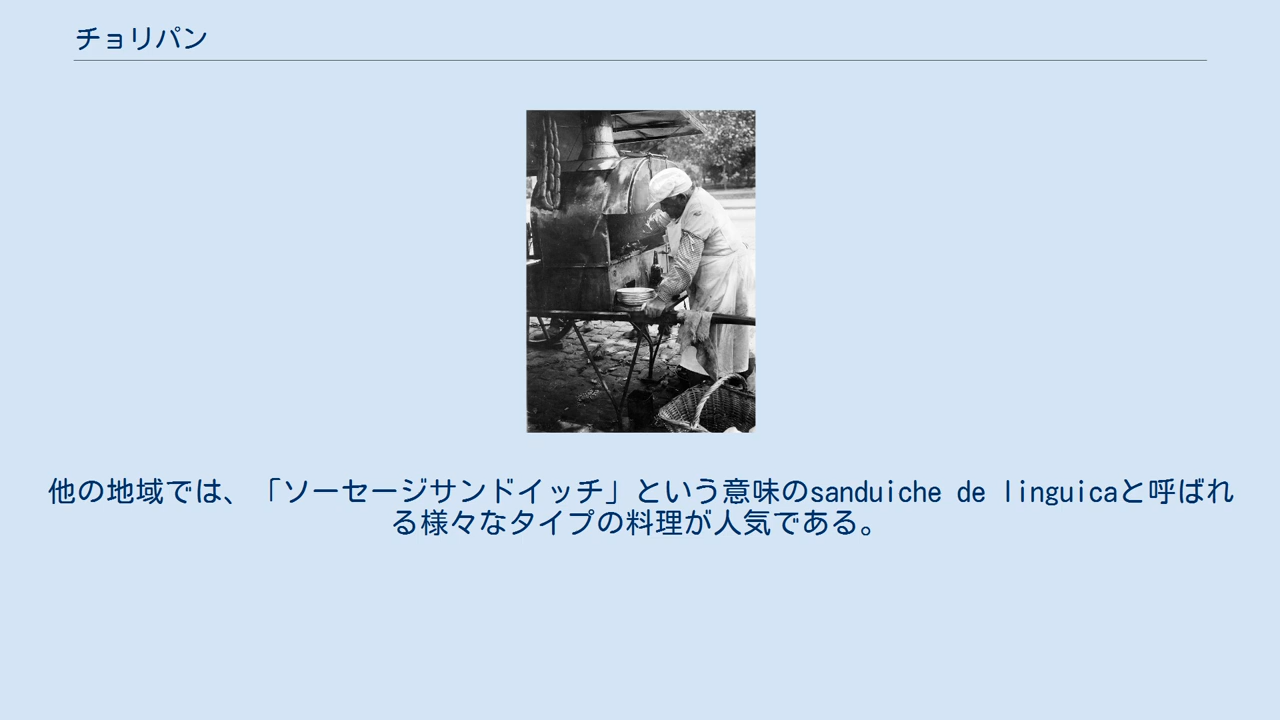 チョリパン
他の地域では、「ソーセージサンドイッチ」という意味のsanduiche de linguicaと呼ばれ
る様々なタイプの料理が人気である。